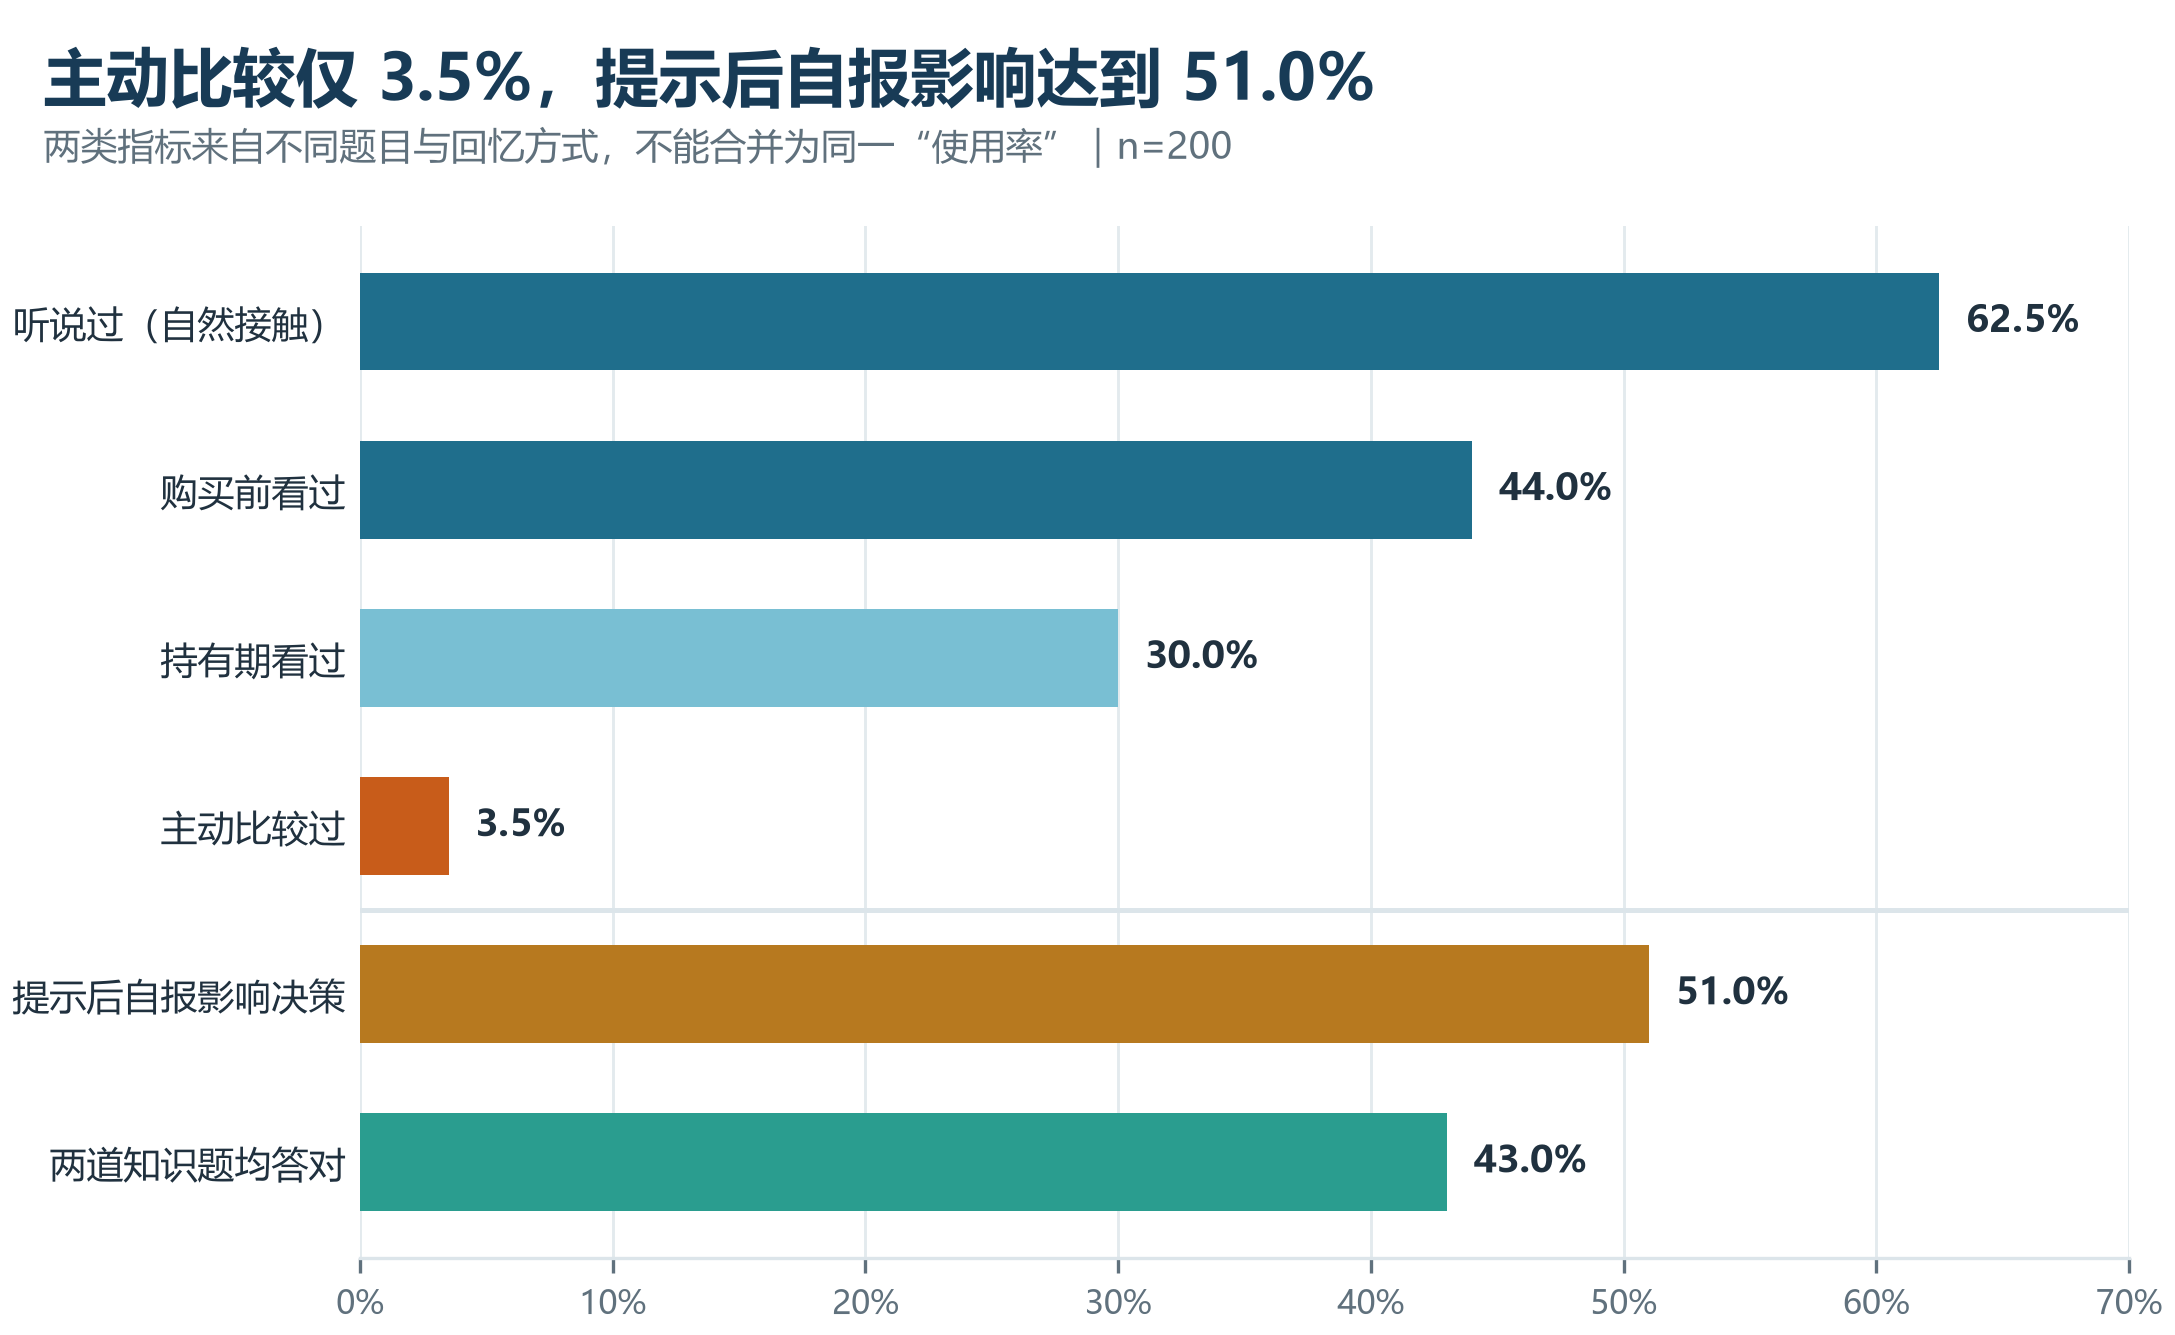 主动比较仅 3.5%，提示后自报影响达到 51.0%
两类指标来自不同题目与回忆方式，不能合并为同一“使用率”｜n=200
听说过（自然接触） 62.5%
购买前看过 44.0%
持有期看过 30.0%
主动比较过 3.5%
提示后自报影响决策 51.0%
两道知识题均答对 43.0%
0% 10% 20% 30% 40% 50% 60% 70%